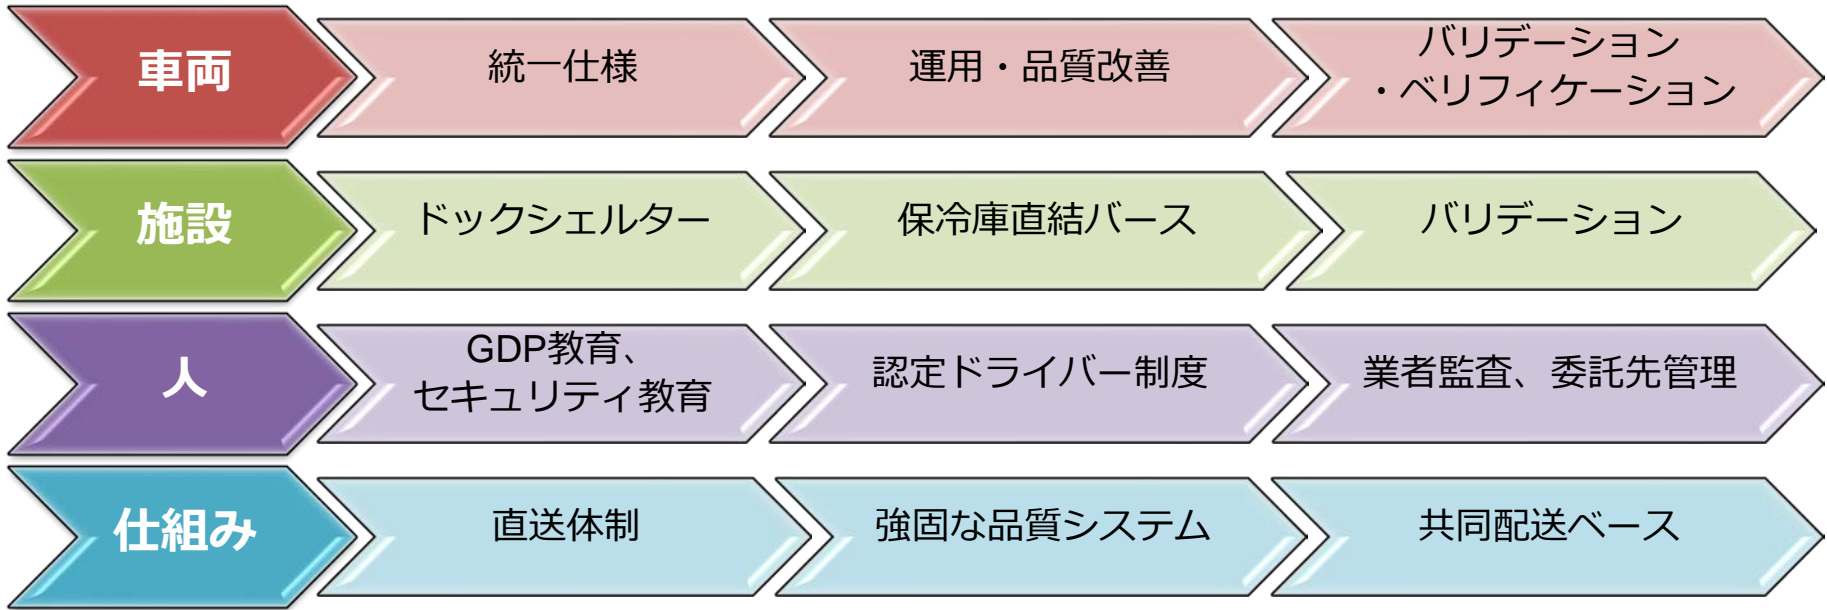 車両
統一仕様
運用・品質改善
バリデーション
・ベリフィケーション
施設
ドックシェルター
保冷庫直結バース
バリデーション
人
GDP教育、
セキュリティ教育
認定ドライバー制度
業者監査、委託先管理
仕組み
直送体制
強固な品質システム
共同配送ベース